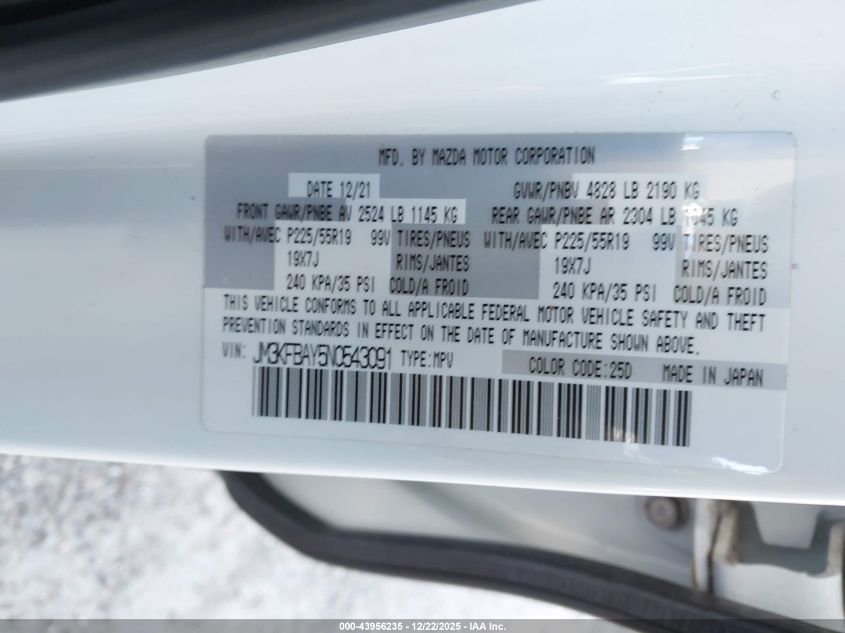 MFD. BY MAZDA MOTOR CORPORATION
DATE 12/21 GVWR/PNBV 4828 LB 2190 KG
FRONT GAWR/PNBE AV 2524 LB 1145 KG REAR GAWR/PNBE AR 2304 LB 1045 KG
WITH/AVEC P225/55R19 99V TIRES/PNEUS WITH/AVEC P225/55R19 99V TIRES/PNEUS
19X7J RIMS/JANTES 19X7J RIMS/JANTES
240 KPA/35 PSI COLD/A FROID 240 KPA/35 PSI COLD/A FROID
THIS VEHICLE CONFORMS TO ALL APPLICABLE FEDERAL MOTOR VEHICLE SAFETY AND THEFT
PREVENTION STANDARDS IN EFFECT ON THE DATE OF MANUFACTURE SHOWN ABOVE.
VIN: JM3KFBAY5N0543091 TYPE:MPV COLOR CODE:25D MADE IN JAPAN
000-43956235 - 12/22/2025 - IAA Inc.